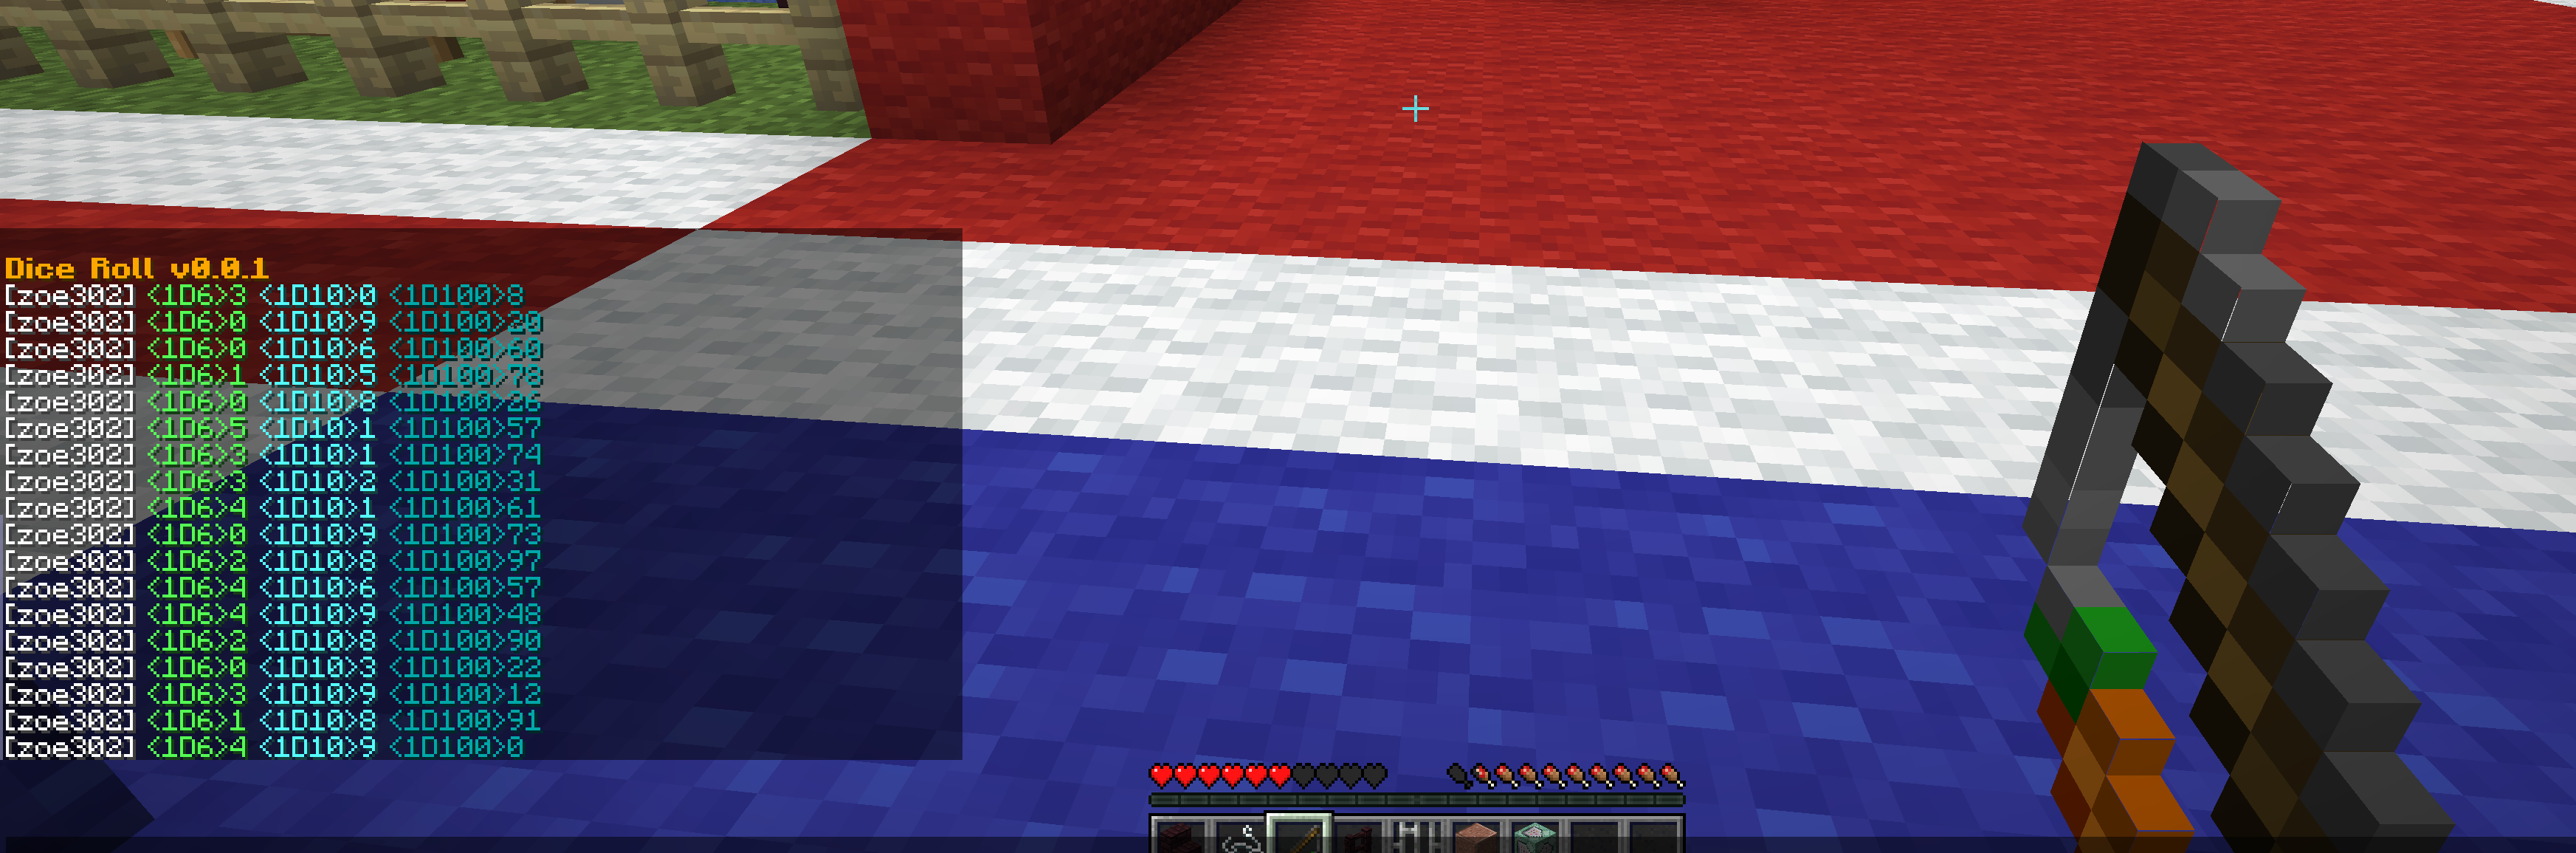 Dice Roll v0.0.1
[zoe302] <1D6>3 <1D10>0 <1D100>8
[zoe302] <1D6>0 <1D10>9 <1D100>20
[zoe302] <1D6>0 <1D10>6 <1D100>60
[zoe302] <1D6>1 <1D10>5 <1D100>78
[zoe302] <1D6>0 <1D10>8 <1D100>26
[zoe302] <1D6>5 <1D10>1 <1D100>57
[zoe302] <1D6>3 <1D10>1 <1D100>74
[zoe302] <1D6>3 <1D10>2 <1D100>31
[zoe302] <1D6>4 <1D10>1 <1D100>61
[zoe302] <1D6>0 <1D10>9 <1D100>73
[zoe302] <1D6>2 <1D10>8 <1D100>97
[zoe302] <1D6>4 <1D10>6 <1D100>57
[zoe302] <1D6>4 <1D10>9 <1D100>48
[zoe302] <1D6>2 <1D10>8 <1D100>90
[zoe302] <1D6>0 <1D10>3 <1D100>22
[zoe302] <1D6>3 <1D10>9 <1D100>12
[zoe302] <1D6>1 <1D10>8 <1D100>91
[zoe302] <1D6>4 <1D10>9 <1D100>0